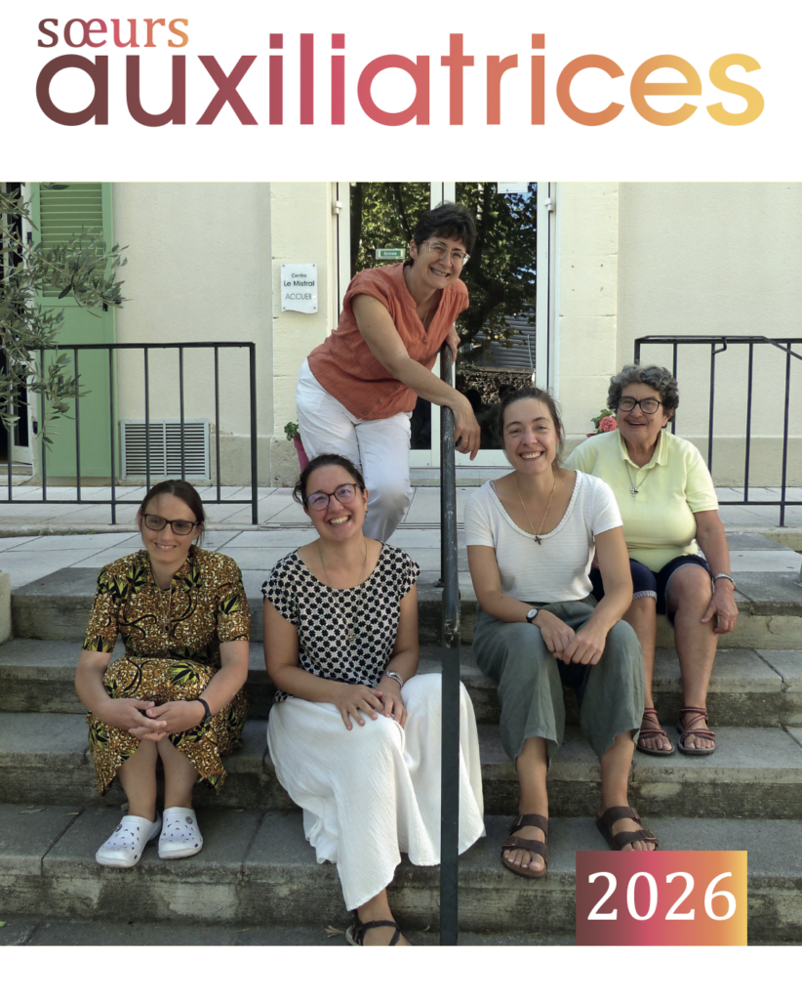 sœurs
auxiliatrices
Entrée
Centre
Le Mistral
ACCUEIL
2026